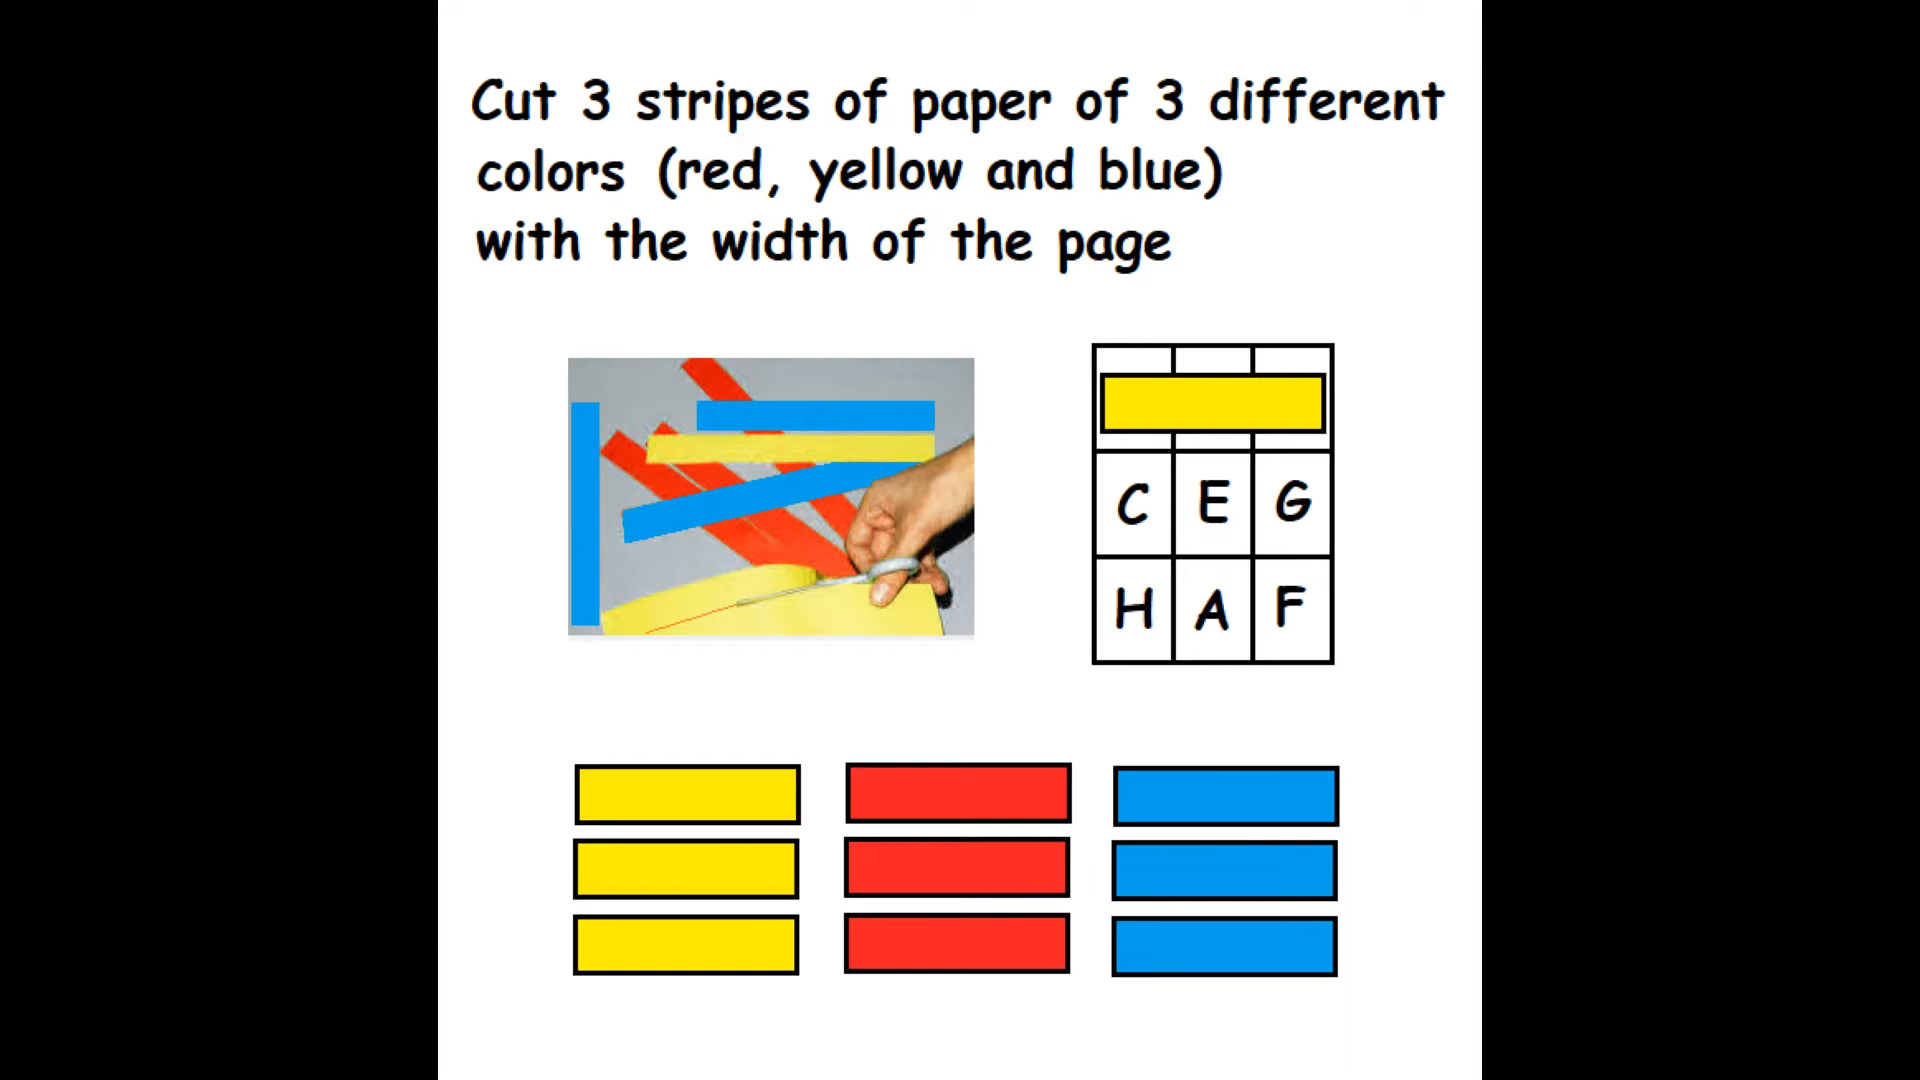 Cut 3 stripes of paper of 3 different
colors (red, yellow and blue)
with the width of the page
C E G
H A F